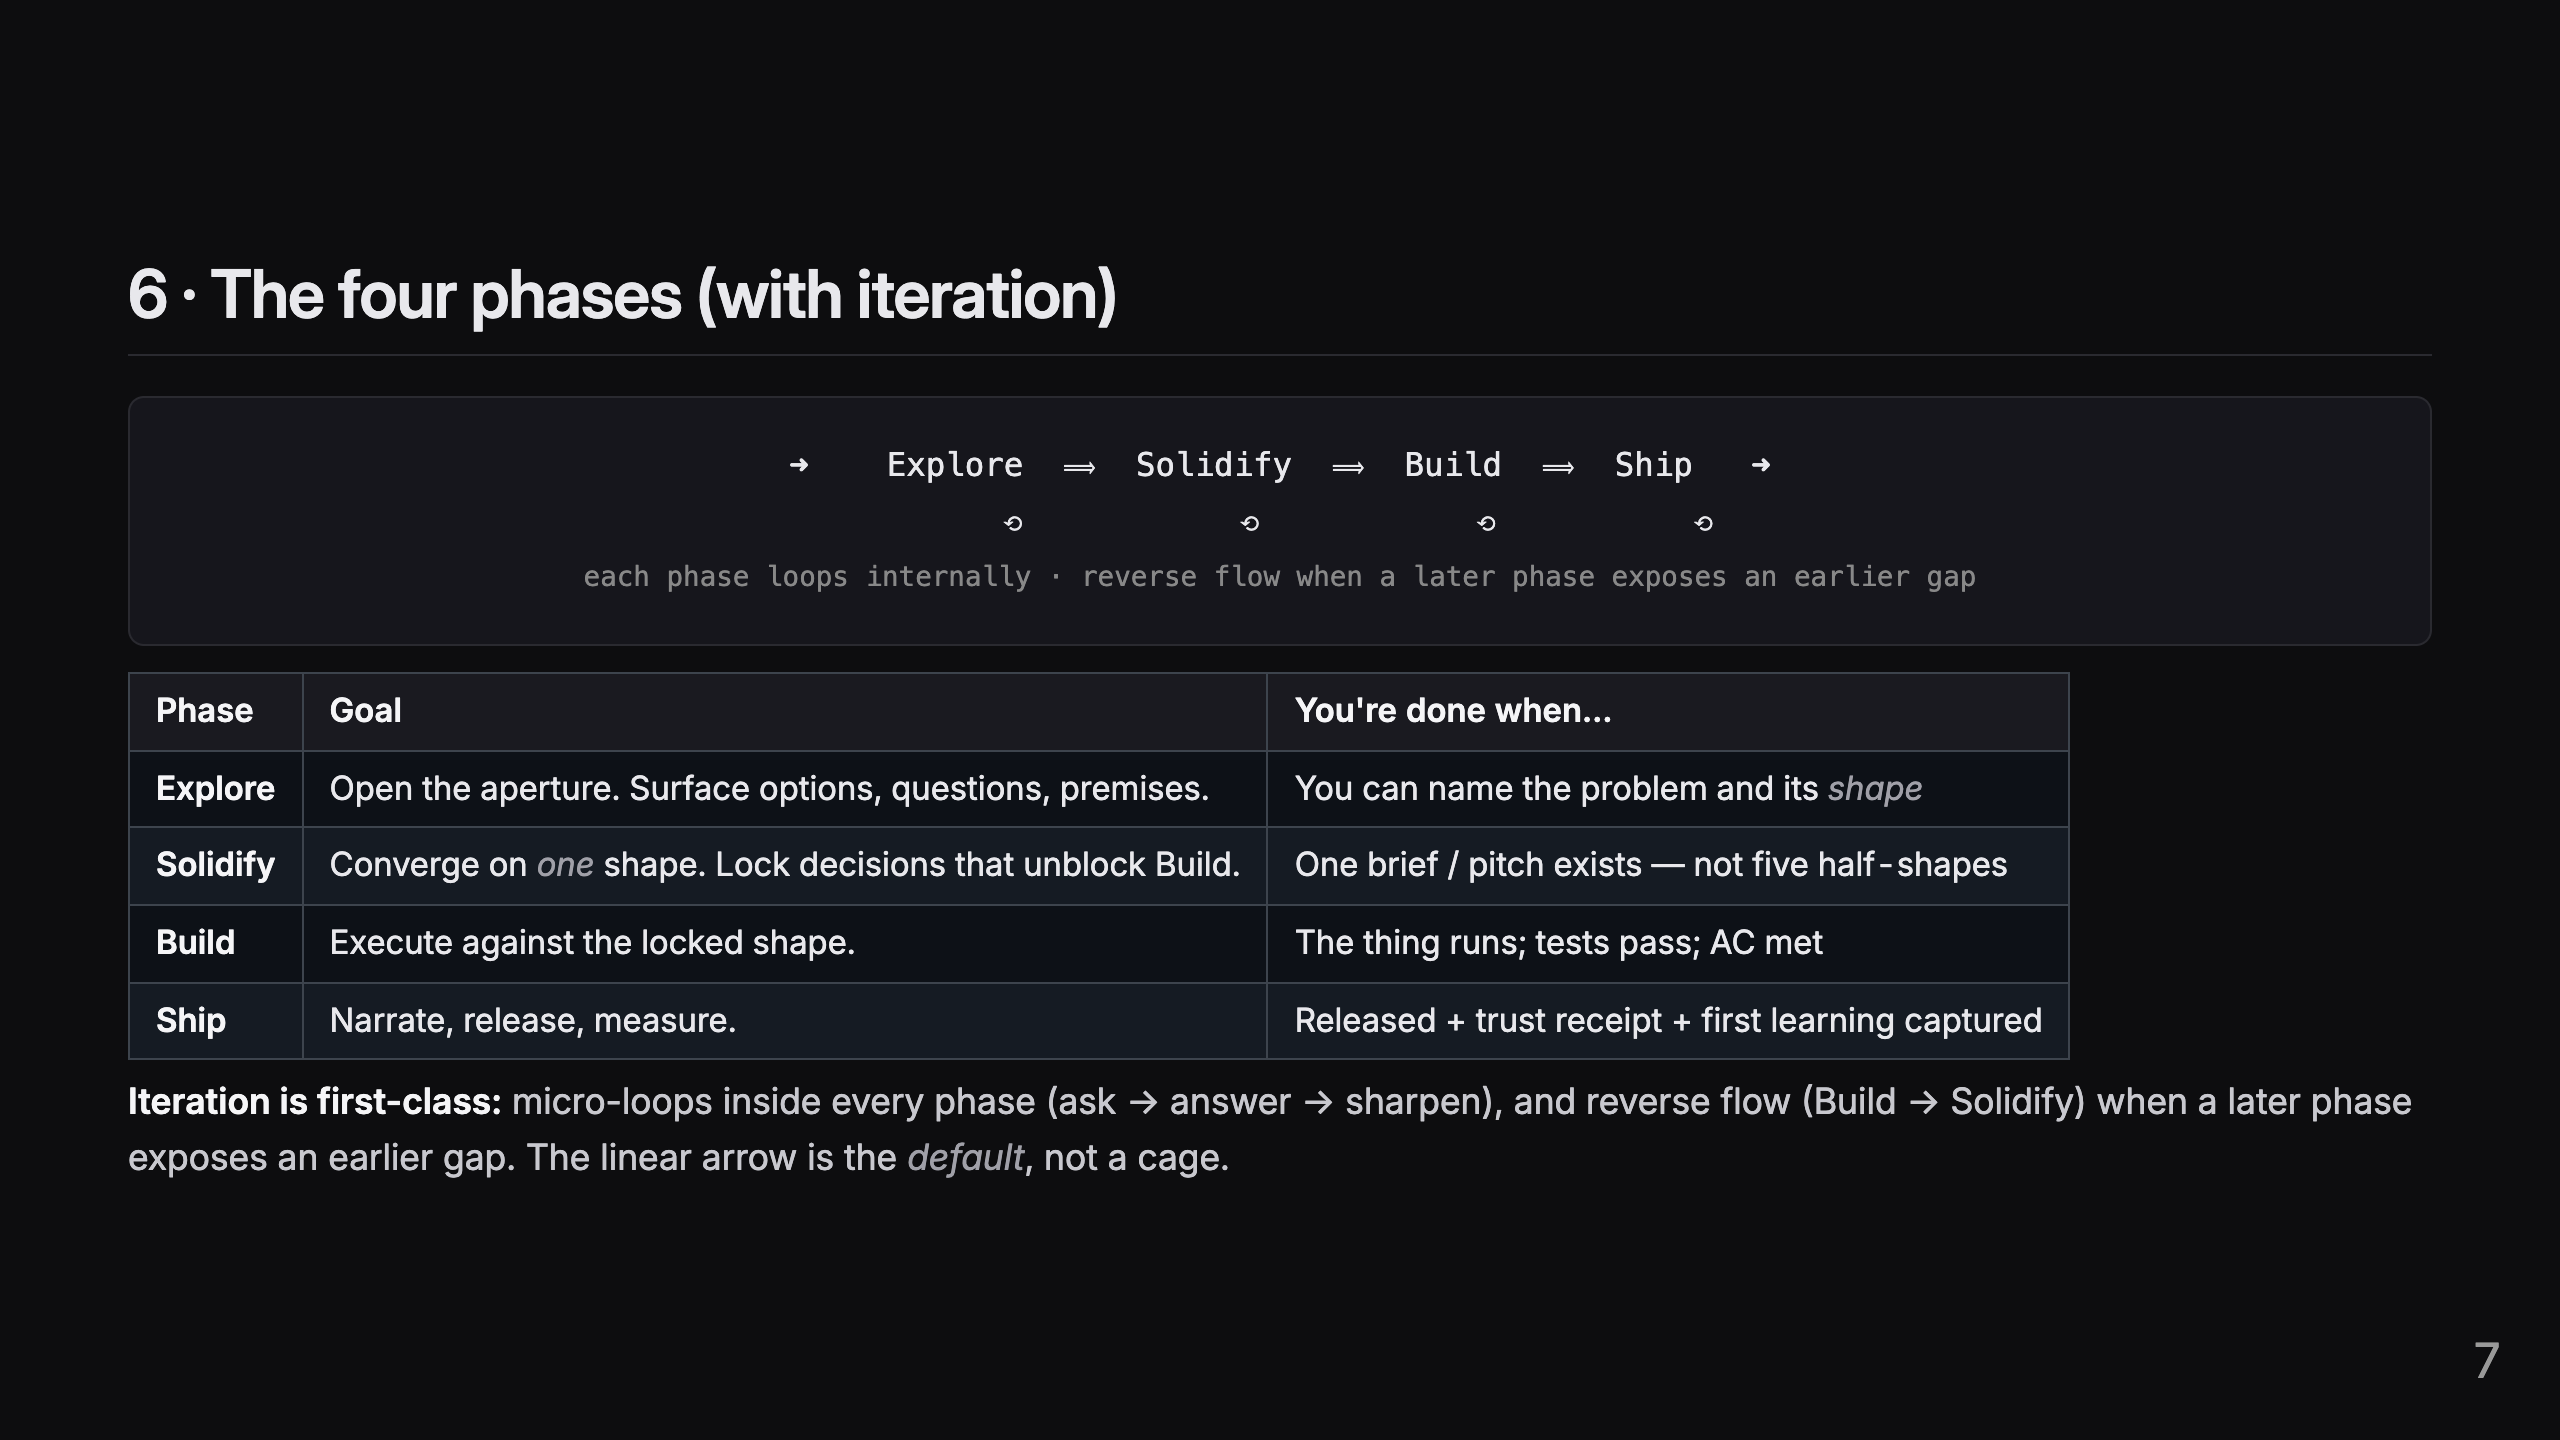 6 · The four phases (with iteration)
➜ Explore ⟹ Solidify ⟹ Build ⟹ Ship ➜
⟲ ⟲ ⟲ ⟲
each phase loops internally · reverse flow when a later phase exposes an earlier gap
Phase Goal You're done when...
Explore Open the aperture. Surface options, questions, premises. You can name the problem and its shape
Solidify Converge on one shape. Lock decisions that unblock Build. One brief / pitch exists — not five half-shapes
Build Execute against the locked shape. The thing runs; tests pass; AC met
Ship Narrate, release, measure. Released + trust receipt + first learning captured
Iteration is first-class: micro-loops inside every phase (ask → answer → sharpen), and reverse flow (Build → Solidify) when a later phase
exposes an earlier gap. The linear arrow is the default, not a cage.
7